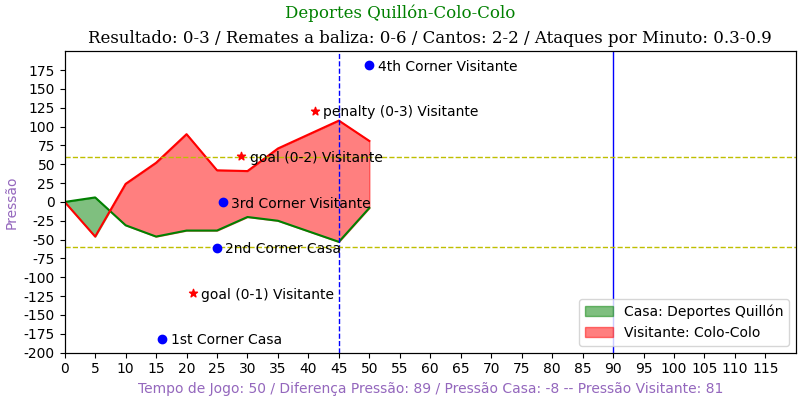 Deportes Quillón-Colo-Colo
Resultado: 0-3 / Remates a baliza: 0-6 / Cantos: 2-2 / Ataques por Minuto: 0.3-0.9
175
150
125
100
75
50
25
0
-25
-50
-75
-100
-125
-150
-175
-200
Pressão
4th Corner Visitante
penalty (0-3) Visitante
goal (0-2) Visitante
3rd Corner Visitante
2nd Corner Casa
goal (0-1) Visitante
1st Corner Casa
Casa: Deportes Quillón
Visitante: Colo-Colo
0 5 10 15 20 25 30 35 40 45 50 55 60 65 70 75 80 85 90 95 100 105 110 115
Tempo de Jogo: 50 / Diferença Pressão: 89 / Pressão Casa: -8 -- Pressão Visitante: 81